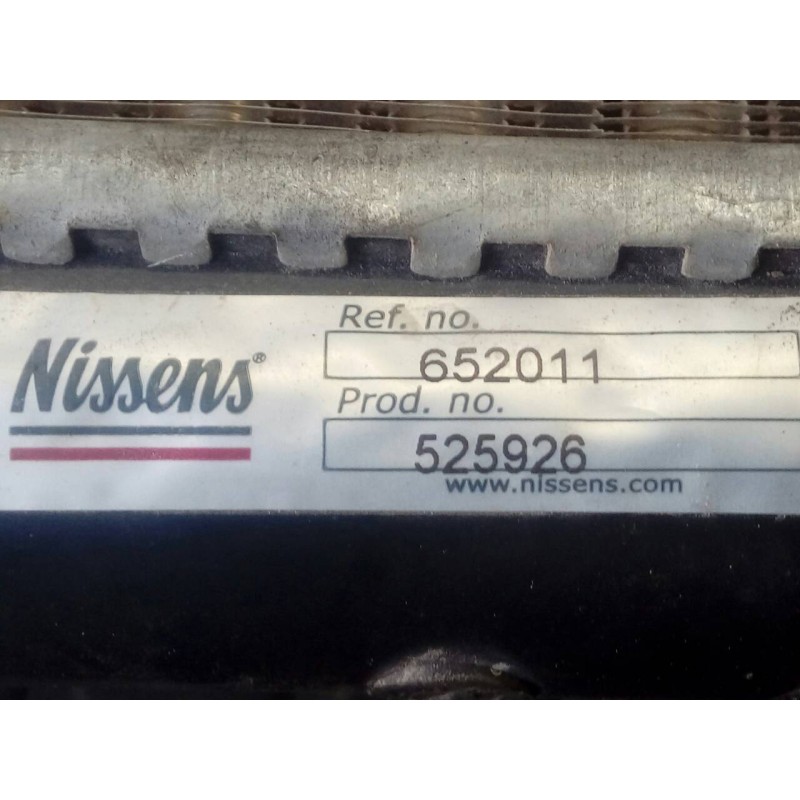 Nissens®
Ref. no.
652011
Prod. no.
525926
www.nissens.com